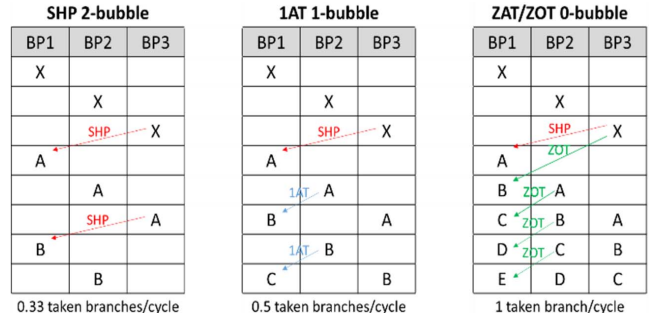 SHP 2-bubble
BP1 BP2 BP3
X
X
SHP X
A
A
SHP A
B
B
0.33 taken branches/cycle
1AT 1-bubble
BP1 BP2 BP3
X
X
SHP X
A
1AT A
B A
1AT B
C B
0.5 taken branches/cycle
ZAT/ZOT 0-bubble
BP1 BP2 BP3
X
X
SHP X
ZOT
A
B ZOT A
C ZOT B A
D ZOT C B
E D C
1 taken branch/cycle